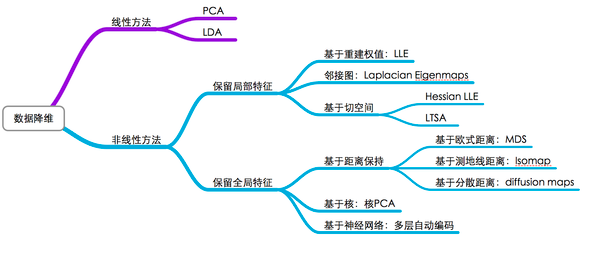 数据降维
线性方法
PCA
LDA
非线性方法
保留局部特征
基于重建权值：LLE
邻接图：Laplacian Eigenmaps
基于切空间
Hessian LLE
LTSA
保留全局特征
基于距离保持
基于欧式距离：MDS
基于测地线距离：Isomap
基于分散距离：diffusion maps
基于核：核PCA
基于神经网络：多层自动编码